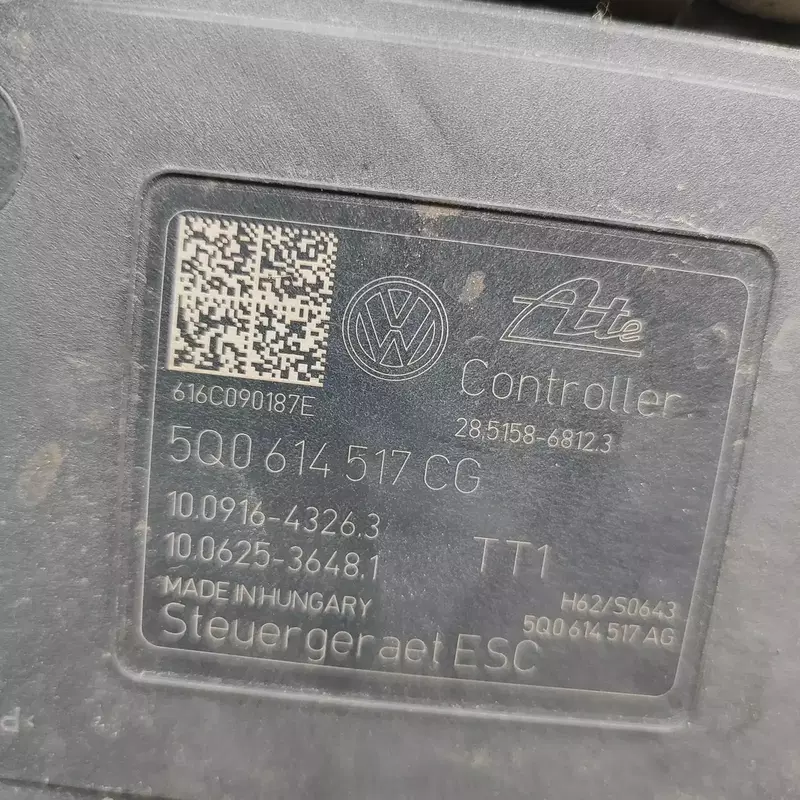 Ate
616C090187E
Controller
28.5158-6812.3
5Q0 614 517 CG
10.0916-4326.3
10.0625-3648.1
TT1
MADE IN HUNGARY
H62/S0643
5Q0 614 517 AG
Steuergeraet ESC